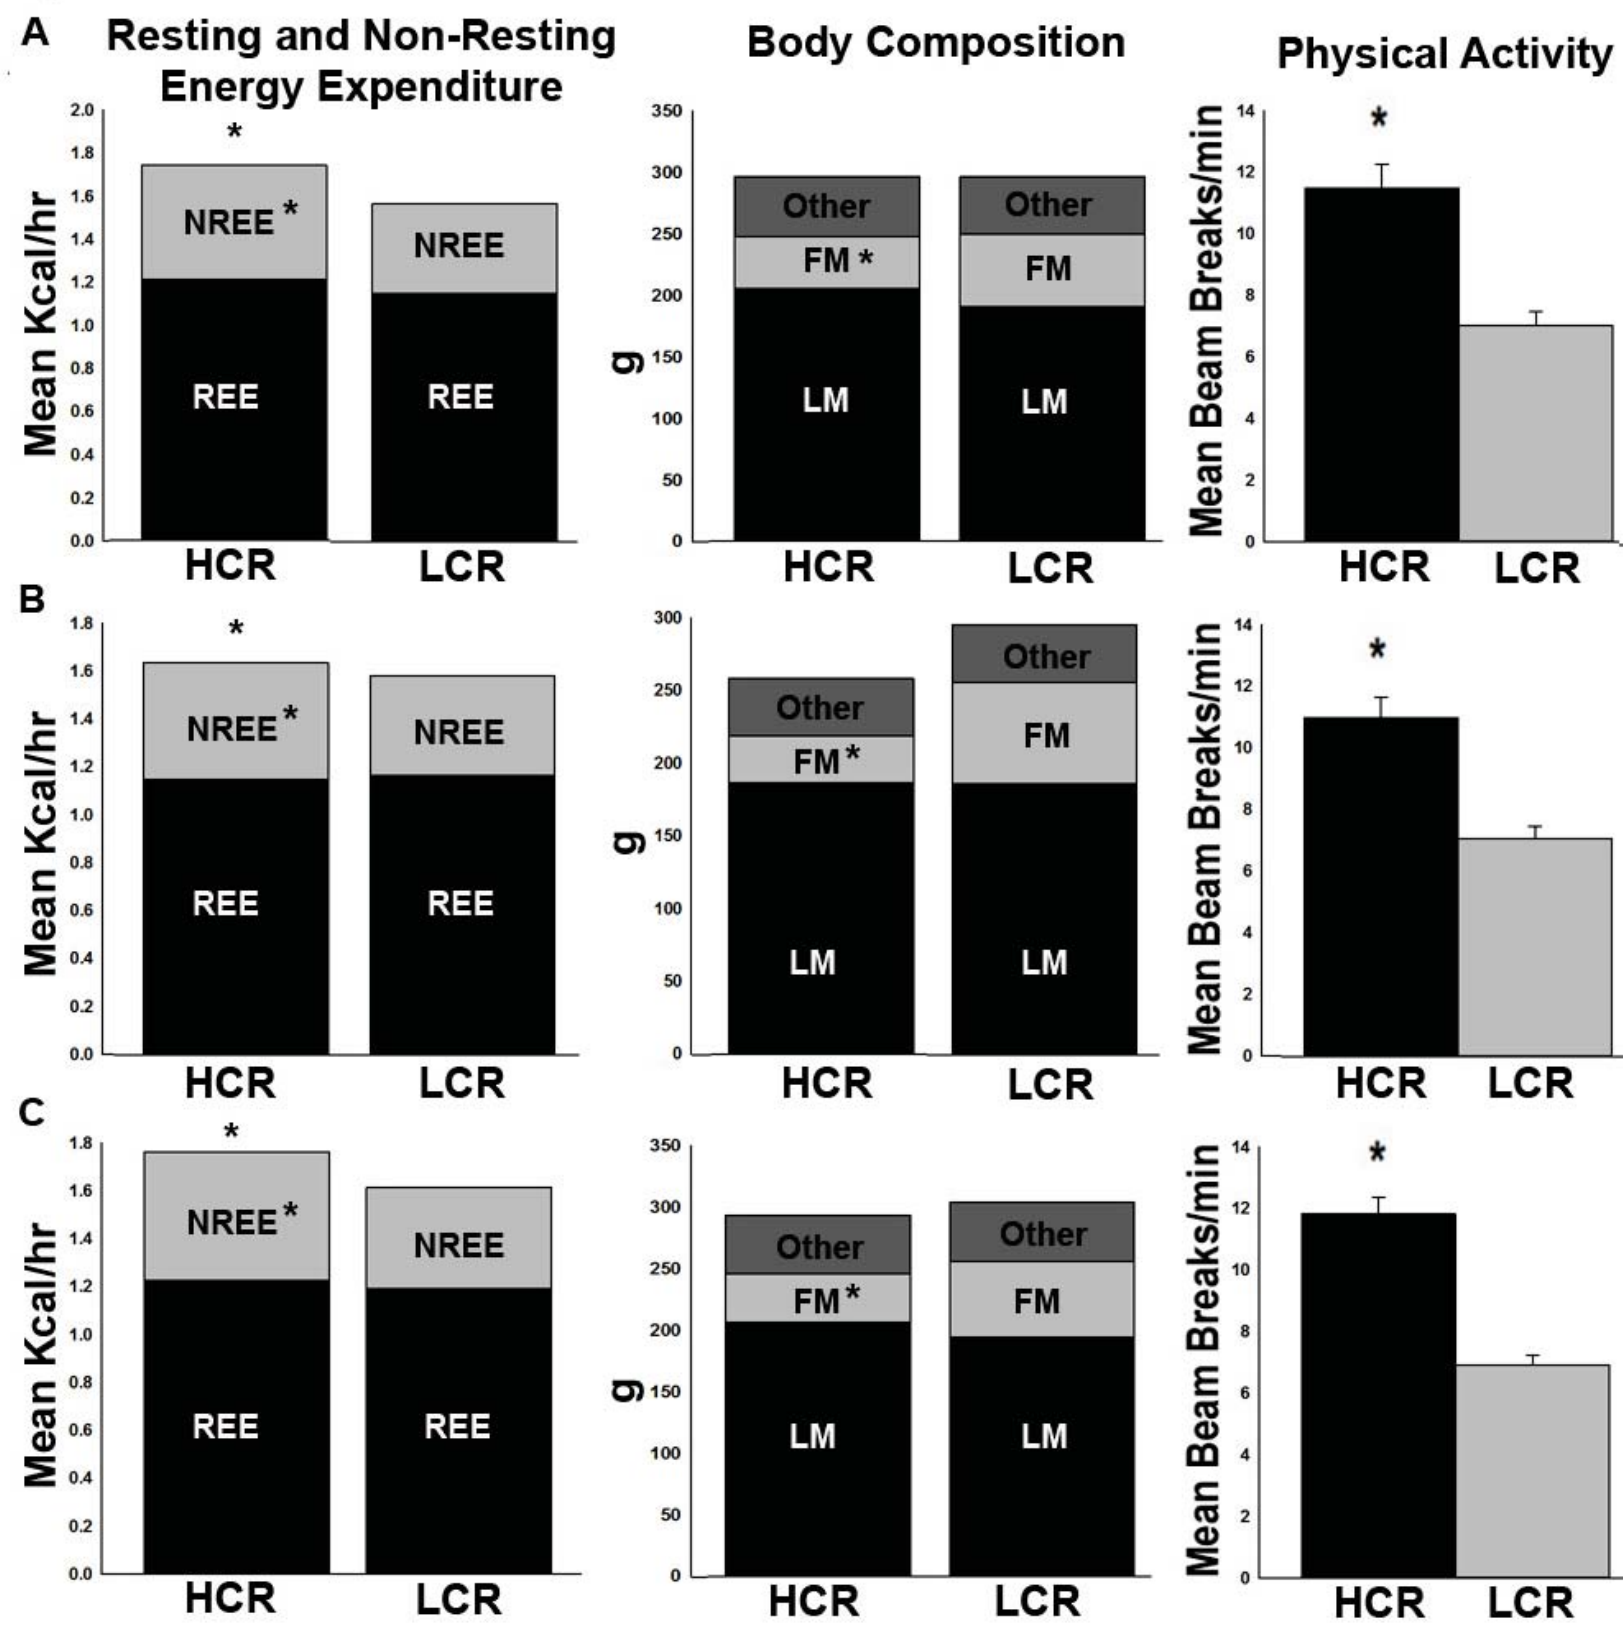 A
Resting and Non-Resting
Energy Expenditure
Body Composition
Physical Activity
Mean Kcal/hr
2.0
1.8
1.6
1.4
1.2
1.0
0.8
0.6
0.4
0.2
0.0
*
NREE *
REE
NREE
REE
HCR
LCR
g
350
300
250
200
150
100
50
0
Other
FM *
LM
Other
FM
LM
HCR
LCR
Mean Beam Breaks/min
14
12
10
8
6
4
2
0
*
HCR
LCR
B
Mean Kcal/hr
1.8
1.6
1.4
1.2
1.0
0.8
0.6
0.4
0.2
0.0
*
NREE *
REE
NREE
REE
HCR
LCR
g
300
250
200
150
100
50
0
Other
FM *
LM
Other
FM
LM
HCR
LCR
Mean Beam Breaks/min
14
12
10
8
6
4
2
0
*
HCR
LCR
C
Mean Kcal/hr
1.8
1.6
1.4
1.2
1.0
0.8
0.6
0.4
0.2
0.0
*
NREE *
REE
NREE
REE
HCR
LCR
g
350
300
250
200
150
100
50
0
Other
FM *
LM
Other
FM
LM
HCR
LCR
Mean Beam Breaks/min
14
12
10
8
6
4
2
0
*
HCR
LCR